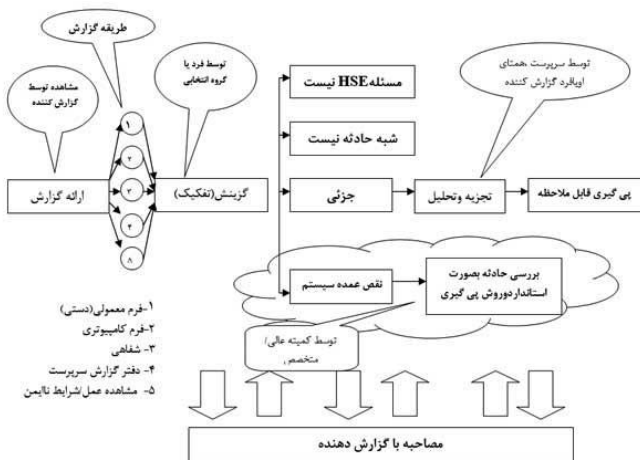 طریقه گزارش
توسط فرد یا
گروه انتخابی
توسط سرپرست ،همتای
اویافرد گزارش کننده
مشاهده توسط
گزارش کننده
مسئله HSE نیست
شبه حادثه نیست
ارائه گزارش
۱
۲
۳
۴
۸
گزینش(تفکیک)
جزئی
تجزیه وتحلیل
پی گیری قابل ملاحظه
نقص عمده سیستم
بررسی حادثه بصورت
استانداردوروش پی گیری
توسط کمیته عالی/
متخصص
۱-فرم معمولی(دستی)
۲-فرم کامپیوتری
۳- شفاهی
۴- دفتر گزارش سرپرست
۵- مشاهده عمل/شرایط ناایمن
مصاحبه با گزارش دهنده